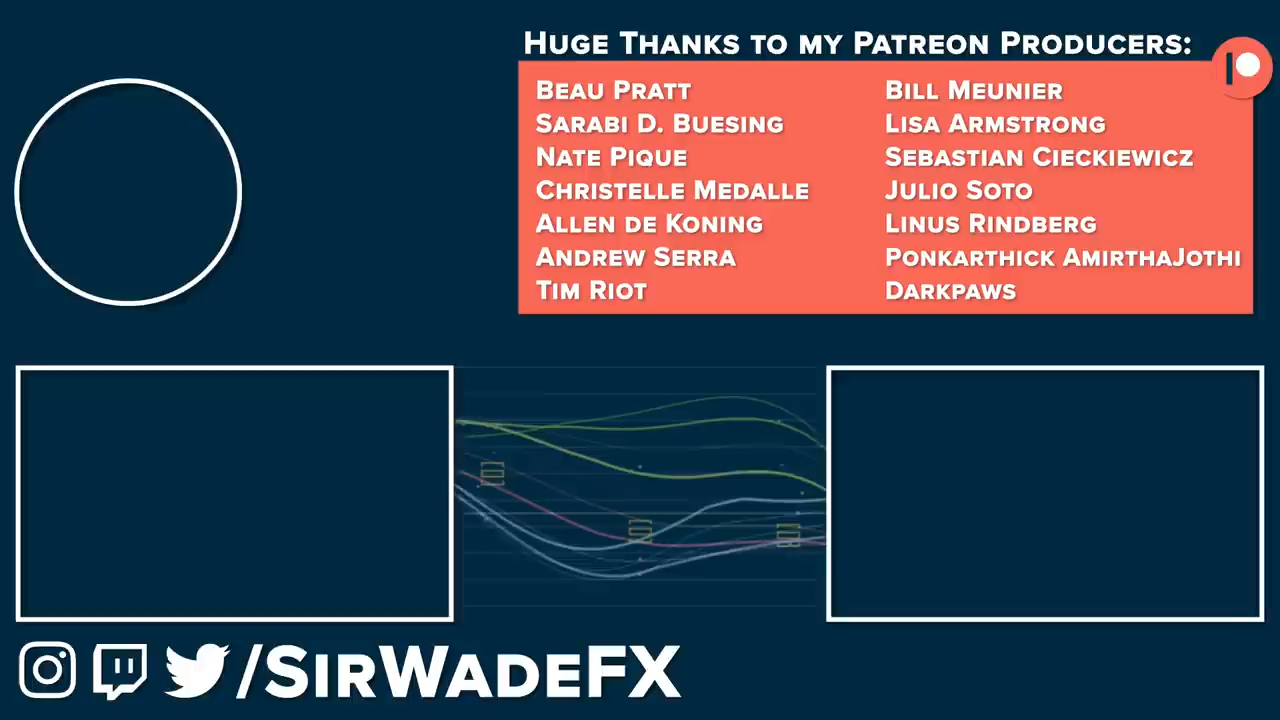 Huge Thanks to my Patreon Producers:
Beau Pratt
Sarabi D. Buesing
Nate Pique
Christelle Medalle
Allen de Koning
Andrew Serra
Tim Riot
Bill Meunier
Lisa Armstrong
Sebastian Cieckiewicz
Julio Soto
Linus Rindberg
Ponkarthick AmirthaJothi
Darkpaws
/SirWadeFX